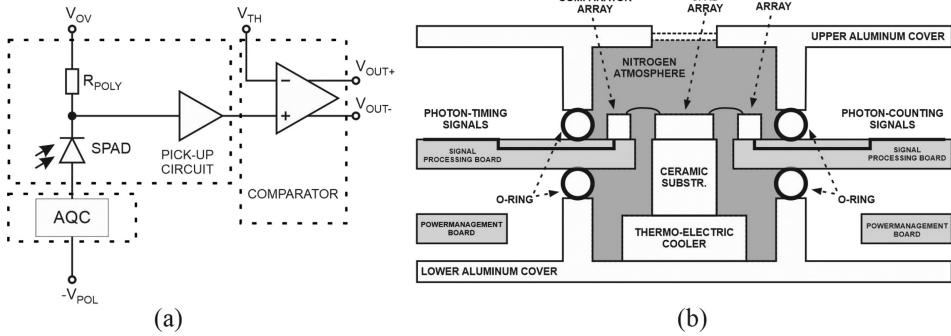 V_OV
V_TH
R_POLY
V_OUT+
V_OUT-
SPAD
PICK-UP
CIRCUIT
COMPARATOR
AQC
-V_POL
(a)
ARRAY
ARRAY
ARRAY
UPPER ALUMINUM COVER
NITROGEN
ATMOSPHERE
PHOTON-TIMING
SIGNALS
PHOTON-COUNTING
SIGNALS
SIGNAL
PROCESSING BOARD
SIGNAL
PROCESSING BOARD
CERAMIC
SUBSTR.
O-RING
O-RING
POWERMANAGEMENT
BOARD
THERMO-ELECTRIC
COOLER
POWERMANAGEMENT
BOARD
LOWER ALUMINUM COVER
(b)